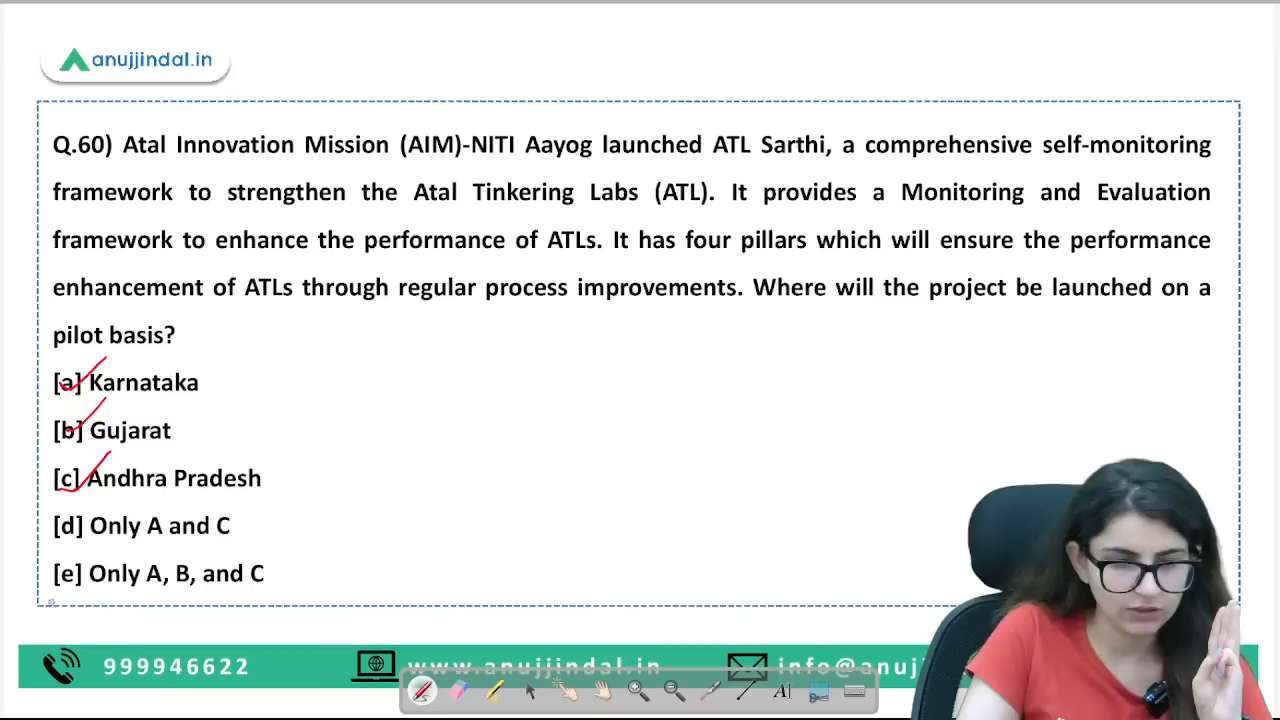 anujjindal.in
Q.60) Atal Innovation Mission (AIM)-NITI Aayog launched ATL Sarthi, a comprehensive self-monitoring
framework to strengthen the Atal Tinkering Labs (ATL). It provides a Monitoring and Evaluation
framework to enhance the performance of ATLs. It has four pillars which will ensure the performance
enhancement of ATLs through regular process improvements. Where will the project be launched on a
pilot basis?
[a] Karnataka
[b] Gujarat
[c] Andhra Pradesh
[d] Only A and C
[e] Only A, B, and C
999946622 www.anujjindal.in info@anuj